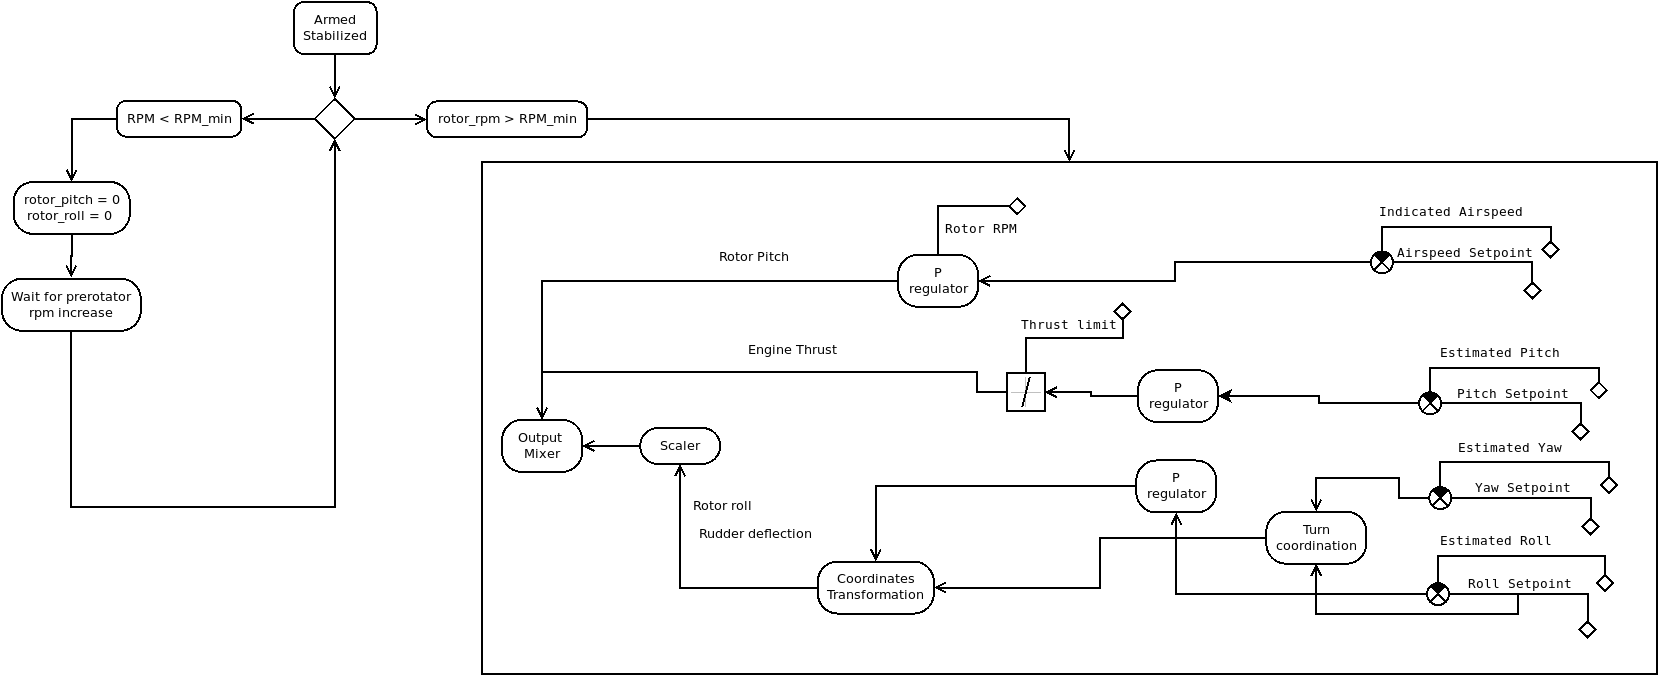 Armed
Stabilized
RPM < RPM_min
rotor_rpm > RPM_min
rotor_pitch = 0
rotor_roll = 0
Wait for prerotator
rpm increase
Indicated Airspeed
Rotor RPM
Airspeed Setpoint
Rotor Pitch
P
regulator
Thrust limit
Engine Thrust
Estimated Pitch
P
regulator
Pitch Setpoint
Output
Mixer
Scaler
Estimated Yaw
P
regulator
Yaw Setpoint
Rotor roll
Rudder deflection
Turn
coordination
Estimated Roll
Coordinates
Transformation
Roll Setpoint